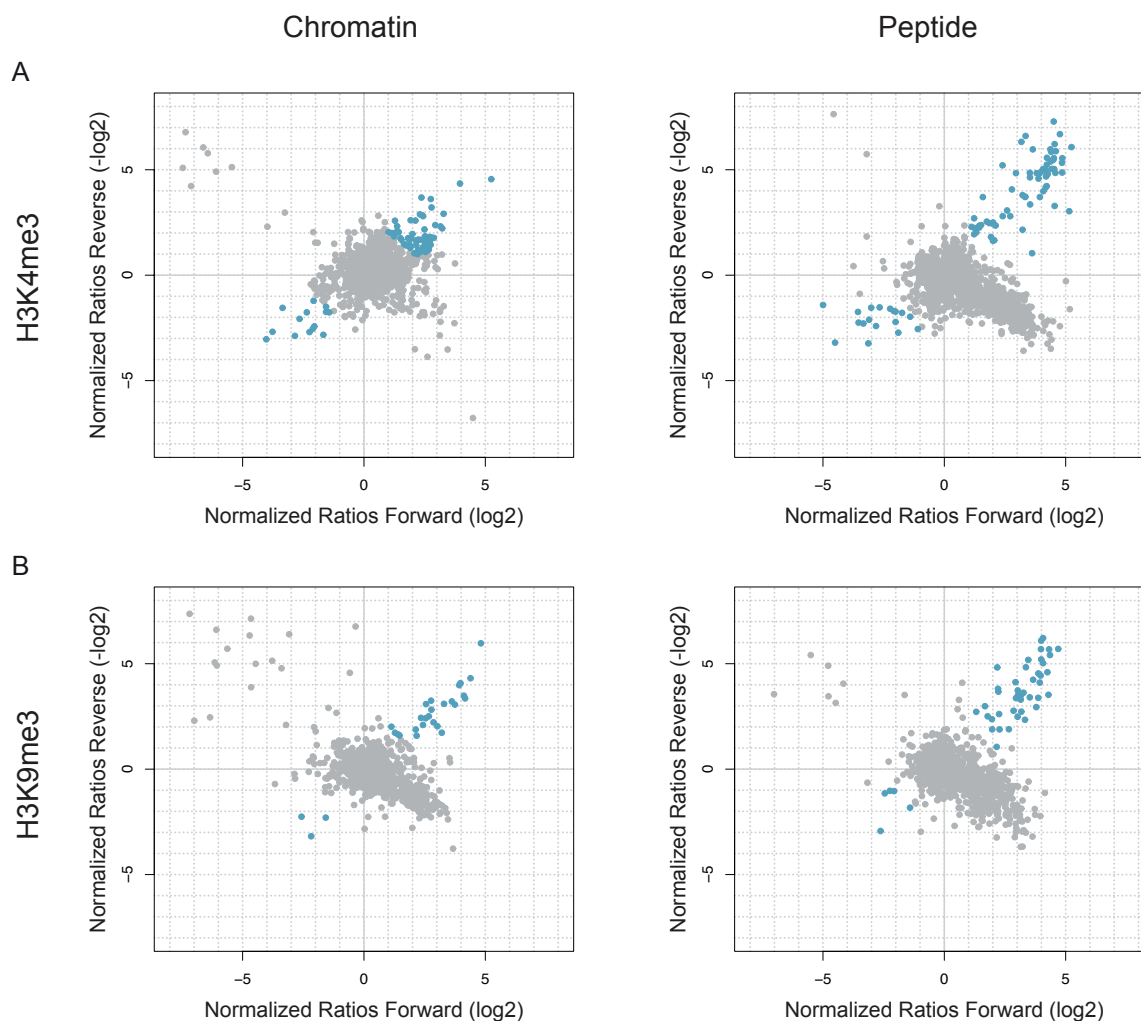 Chromatin
Peptide
A
H3K4me3
Normalized Ratios Reverse (-log2)
5
0
−5
−5
0
5
Normalized Ratios Forward (log2)
Normalized Ratios Reverse (-log2)
5
0
−5
−5
0
5
Normalized Ratios Forward (log2)
B
H3K9me3
Normalized Ratios Reverse (-log2)
5
0
−5
−5
0
5
Normalized Ratios Forward (log2)
Normalized Ratios Reverse (-log2)
5
0
−5
−5
0
5
Normalized Ratios Forward (log2)